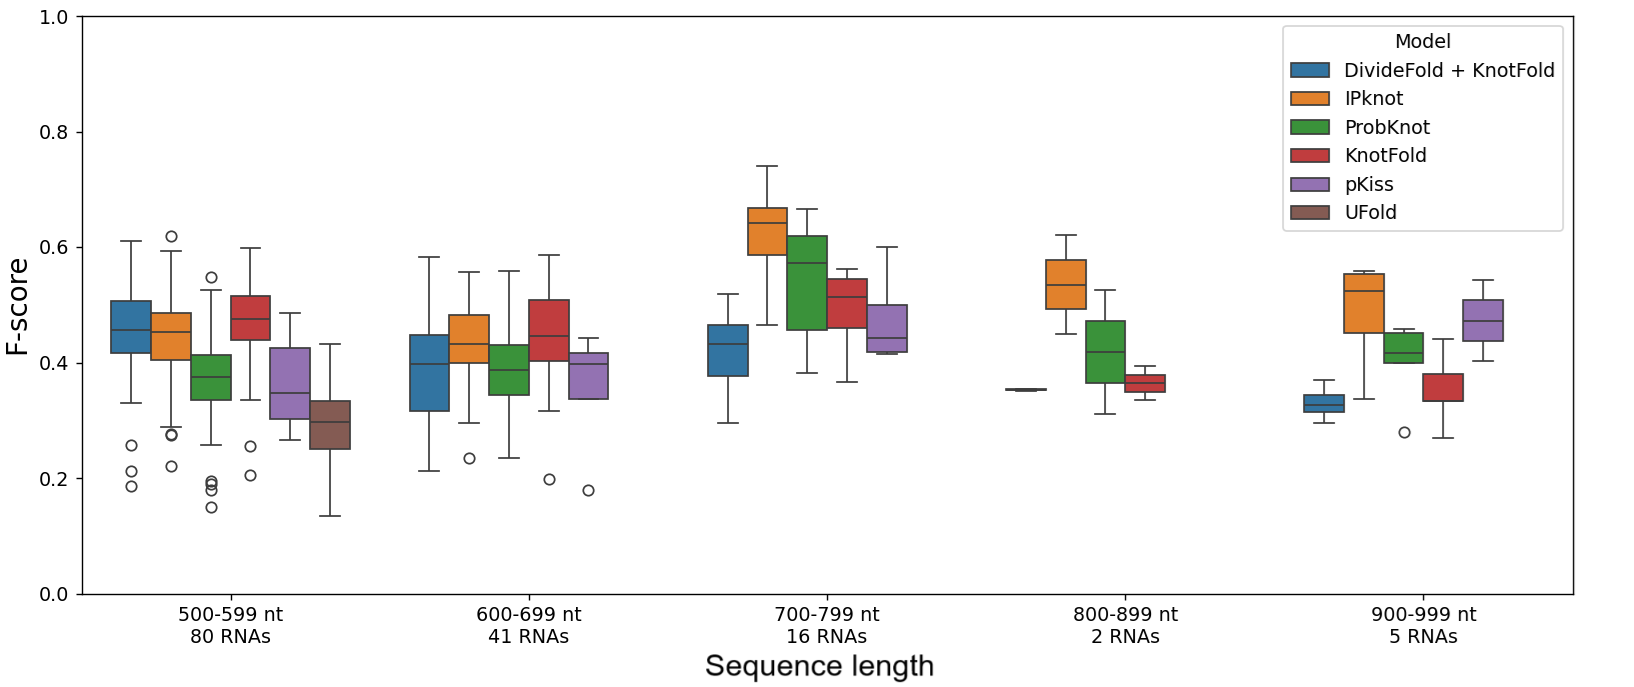 F-score
1.0
0.8
0.6
0.4
0.2
0.0
Model
DivideFold + KnotFold
IPknot
ProbKnot
KnotFold
pKiss
UFold
500-599 nt
80 RNAs
600-699 nt
41 RNAs
700-799 nt
16 RNAs
800-899 nt
2 RNAs
900-999 nt
5 RNAs
Sequence length